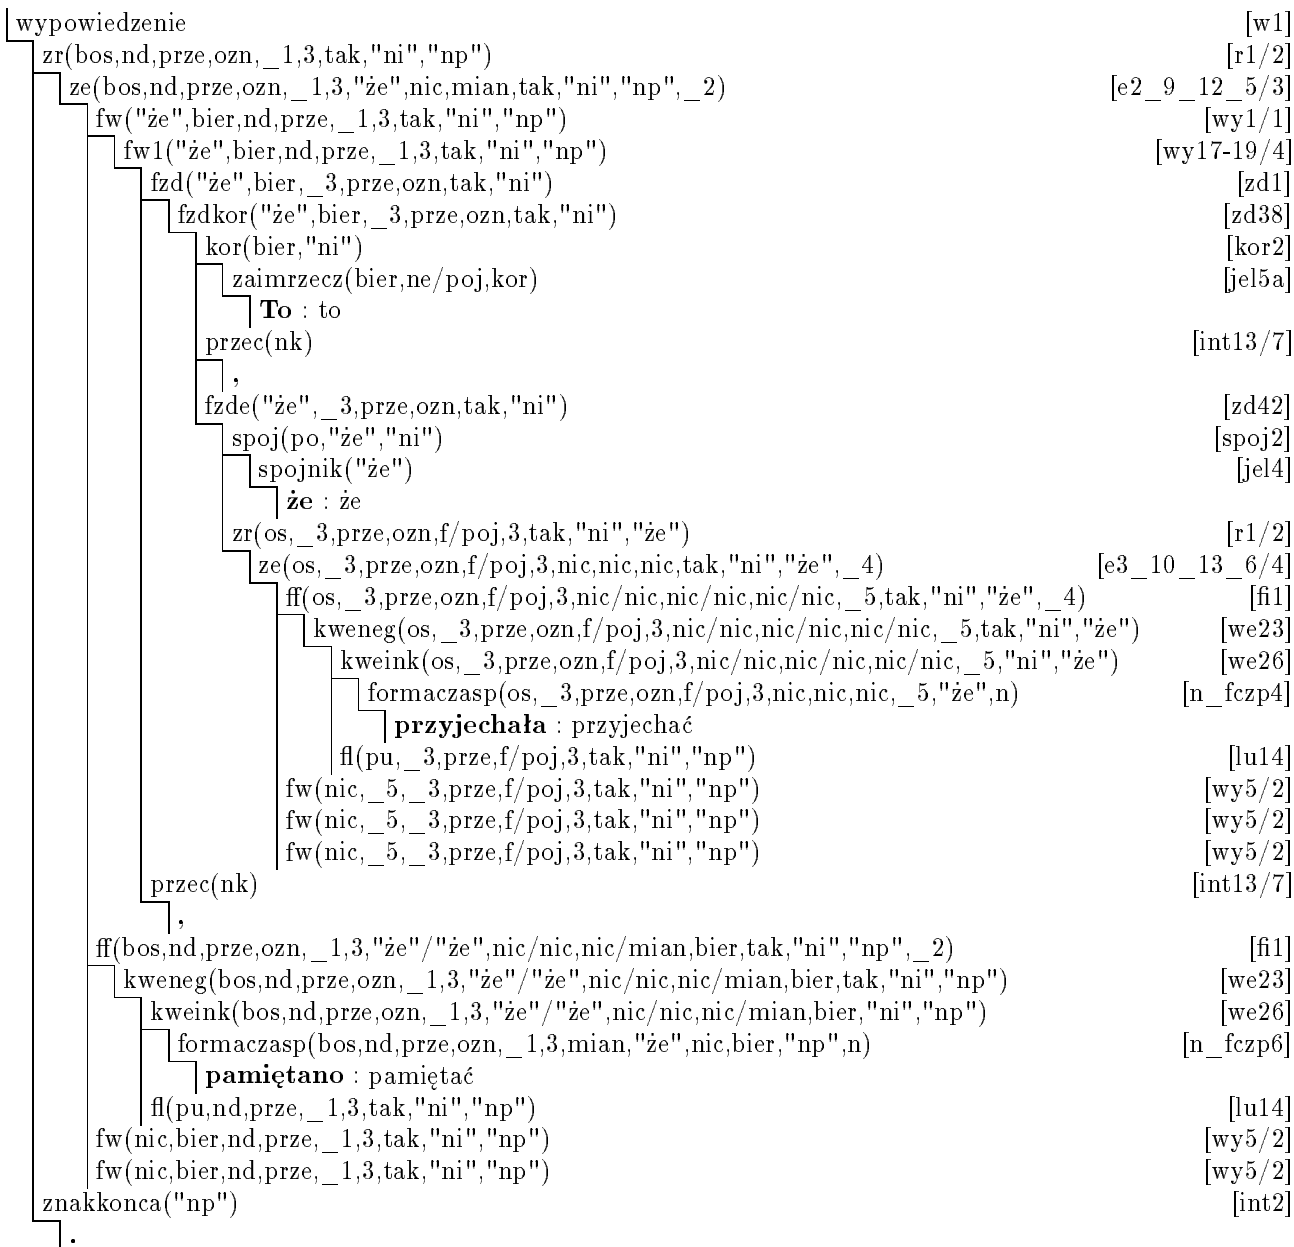 wypowiedzenie [w1]
zr(bos,nd,prze,ozn,_1,3,tak,"ni","np") [r1/2]
ze(bos,nd,prze,ozn,_1,3,"że",nic,mian,tak,"ni","np",_2) [e2_9_12_5/3]
fw("że",bier,nd,prze,_1,3,tak,"ni","np") [wy1/1]
fw1("że",bier,nd,prze,_1,3,tak,"ni","np") [wy17-19/4]
fzd("że",bier,_3,prze,ozn,tak,"ni") [zd1]
fzdkor("że",bier,_3,prze,ozn,tak,"ni") [zd38]
kor(bier,"ni") [kor2]
zaimrzecz(bier,ne/poj,kor) [jel5a]
To : to
przec(nk) [int13/7]
,
fzde("że",_3,prze,ozn,tak,"ni") [zd42]
spoj(po,"że","ni") [spoj2]
spojnik("że") [jel4]
że : że
zr(os,_3,prze,ozn,f/poj,3,tak,"ni","że") [r1/2]
ze(os,_3,prze,ozn,f/poj,3,nic,nic,nic,tak,"ni","że",_4) [e3_10_13_6/4]
ff(os,_3,prze,ozn,f/poj,3,nic/nic,nic/nic,nic/nic,_5,tak,"ni","że",_4) [fi1]
kweneg(os,_3,prze,ozn,f/poj,3,nic/nic,nic/nic,nic/nic,_5,tak,"ni","że") [we23]
kweink(os,_3,prze,ozn,f/poj,3,nic/nic,nic/nic,nic/nic,_5,"ni","że") [we26]
formaczasp(os,_3,prze,ozn,f/poj,3,nic,nic,nic,_5,"że",n) [n_fczp4]
przyjechała : przyjechać
fl(pu,_3,prze,f/poj,3,tak,"ni","np") [lu14]
fw(nic,_5,_3,prze,f/poj,3,tak,"ni","np") [wy5/2]
fw(nic,_5,_3,prze,f/poj,3,tak,"ni","np") [wy5/2]
fw(nic,_5,_3,prze,f/poj,3,tak,"ni","np") [wy5/2]
przec(nk) [int13/7]
,
ff(bos,nd,prze,ozn,_1,3,"że"/"że",nic/nic,nic/mian,bier,tak,"ni","np",_2) [fi1]
kweneg(bos,nd,prze,ozn,_1,3,"że"/"że",nic/nic,nic/mian,bier,tak,"ni","np") [we23]
kweink(bos,nd,prze,ozn,_1,3,"że"/"że",nic/nic,nic/mian,bier,"ni","np") [we26]
formaczasp(bos,nd,prze,ozn,_1,3,mian,"że",nic,bier,"np",n) [n_fczp6]
pamiętano : pamiętać
fl(pu,nd,prze,_1,3,tak,"ni","np") [lu14]
fw(nic,bier,nd,prze,_1,3,tak,"ni","np") [wy5/2]
fw(nic,bier,nd,prze,_1,3,tak,"ni","np") [wy5/2]
znakkonca("np") [int2]
.